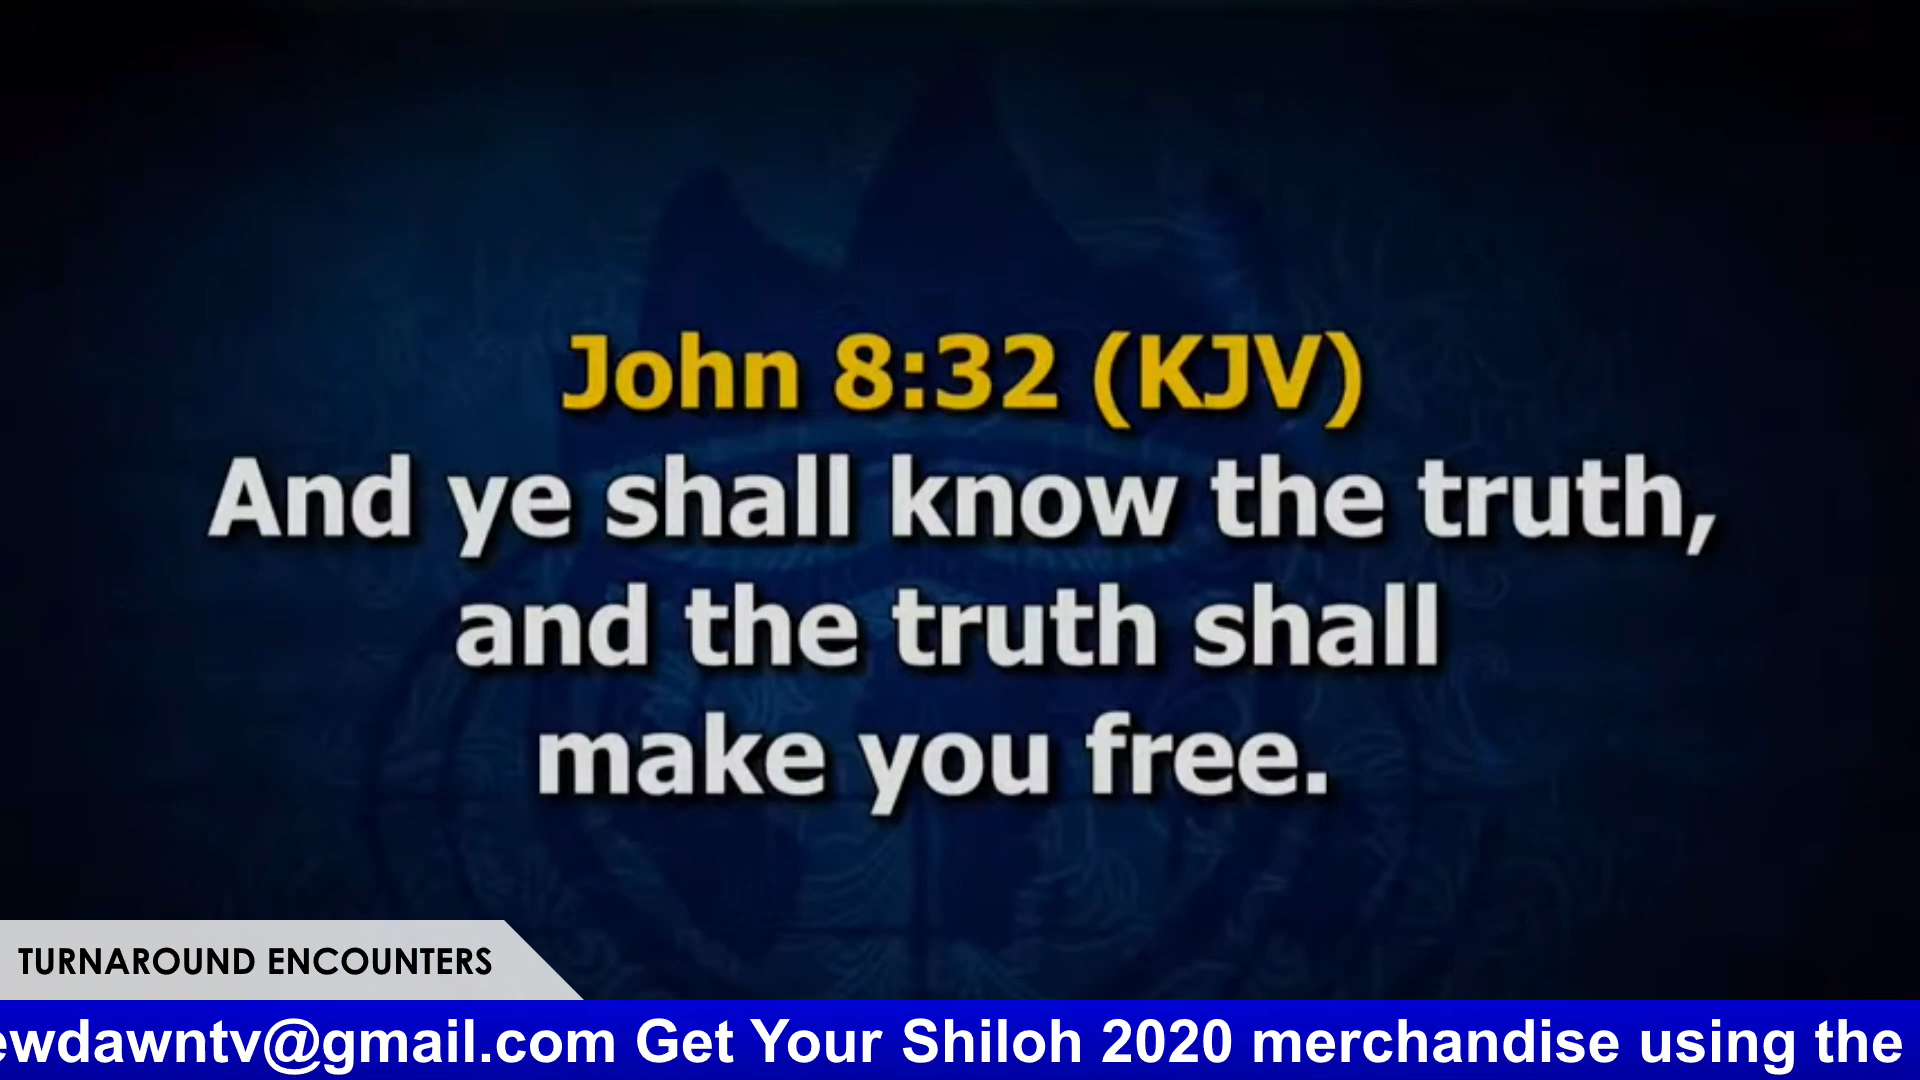 John 8:32 (KJV)
And ye shall know the truth,
and the truth shall
make you free.
TURNAROUND ENCOUNTERS
ewdawntv@gmail.com Get Your Shiloh 2020 merchandise using the